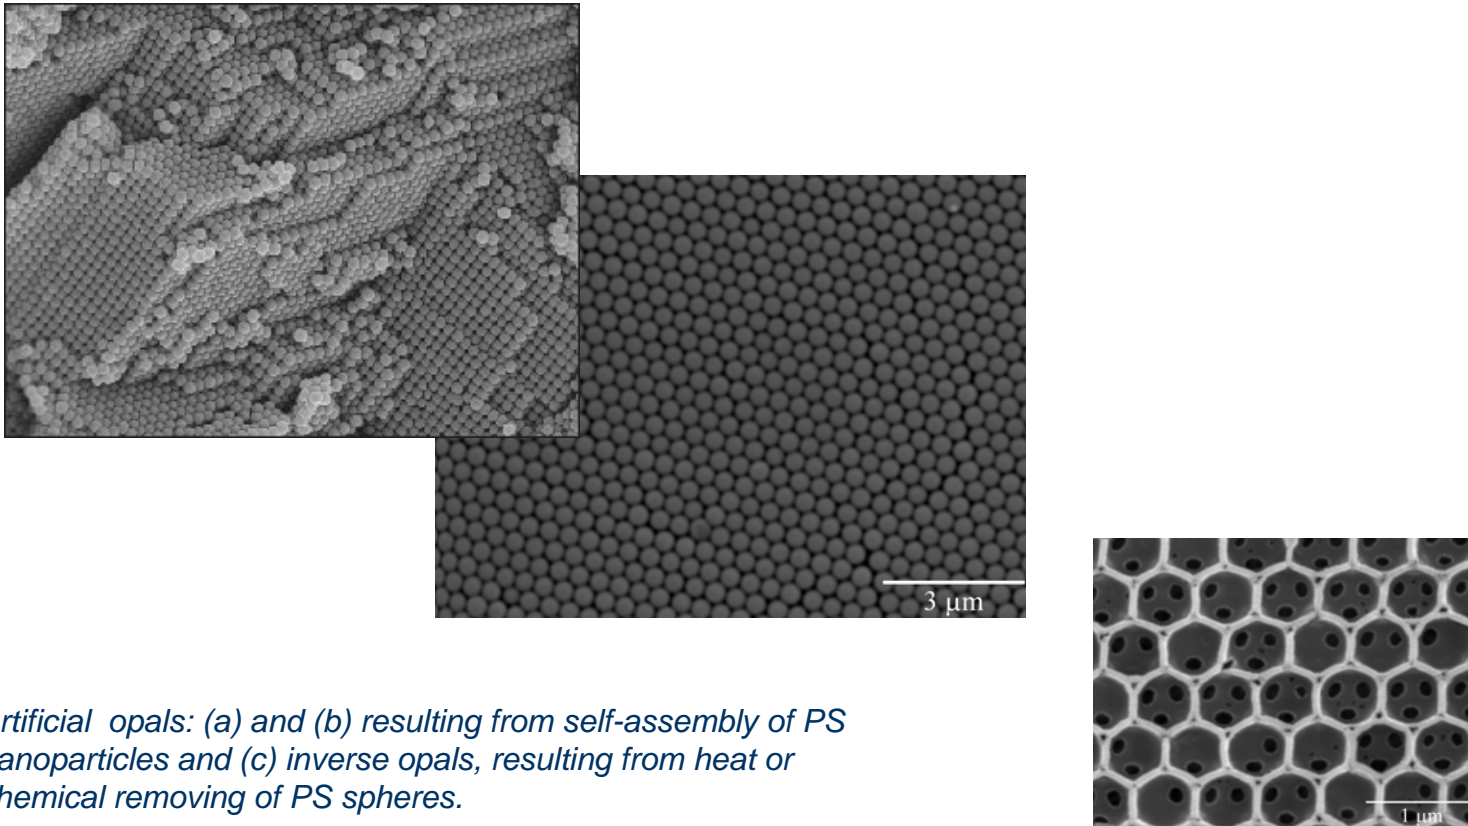 3 μm
1 μm
rtificial opals: (a) and (b) resulting from self-assembly of PS
anoparticles and (c) inverse opals, resulting from heat or
hemical removing of PS spheres.